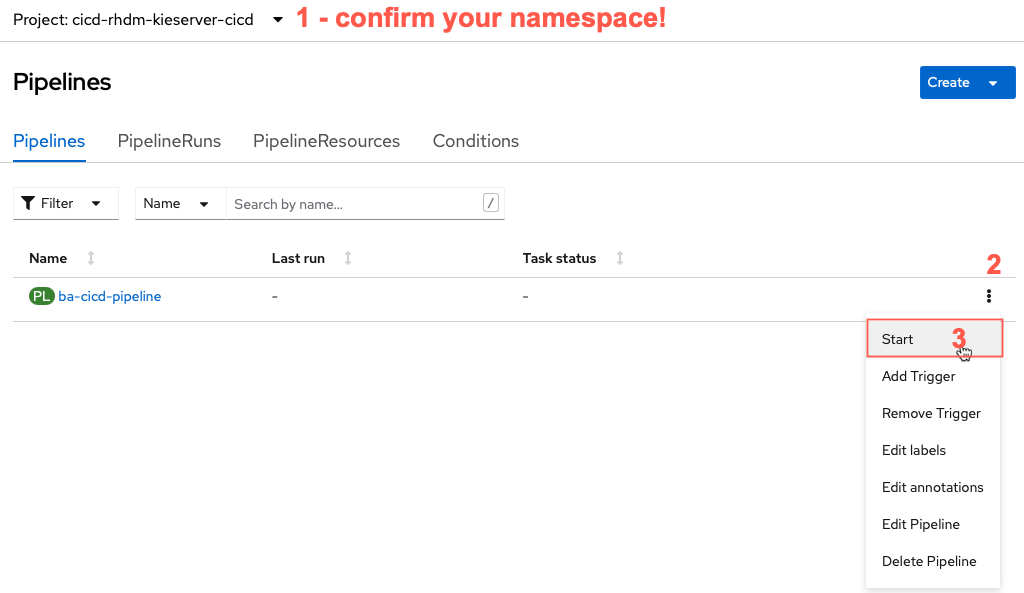 Project: cicd-rhdm-kieserver-cicd 1 - confirm your namespace!
Pipelines
Create
Pipelines PipelineRuns PipelineResources Conditions
Filter Name Search by name... /
Name Last run Task status
2
PL ba-cicd-pipeline - -
Start 3
Add Trigger
Remove Trigger
Edit labels
Edit annotations
Edit Pipeline
Delete Pipeline